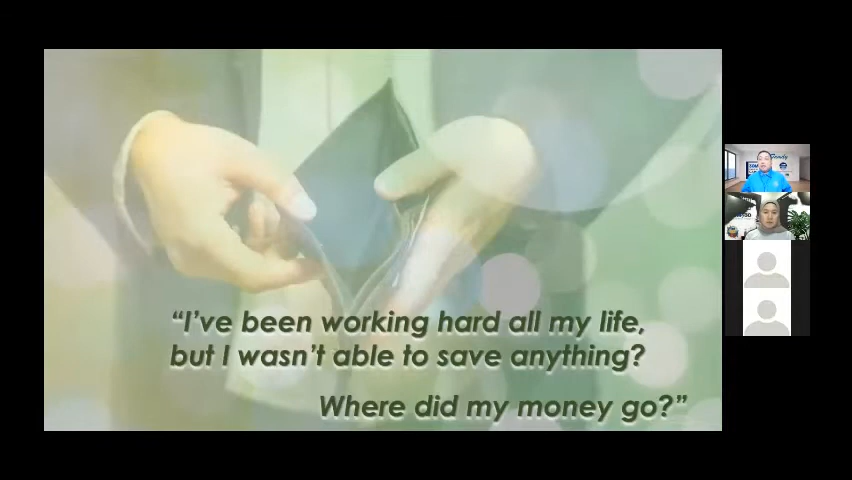 “I’ve been working hard all my life,
but I wasn’t able to save anything?
Where did my money go?”